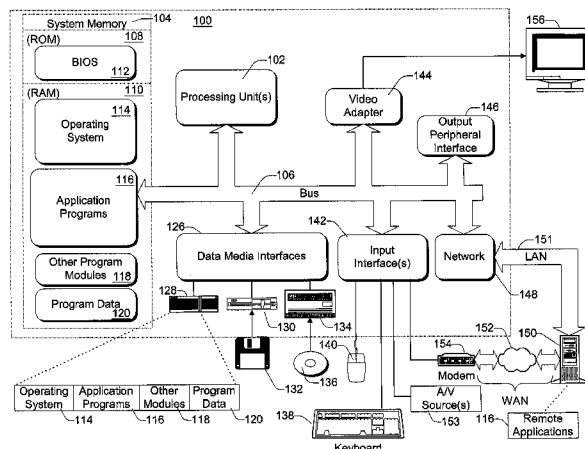 System Memory
104
100
156
(ROM)
108
BIOS
112
102
Processing Unit(s)
144
Video
Adapter
146
Output
Peripheral
Interface
(RAM)
110
114
Operating
System
116
Application
Programs
106
Bus
126
Data Media Interfaces
142
Input
Interface(s)
Network
148
151
LAN
Other Program
Modules
118
Program Data
120
128
130
134
132
136
140
154
Modem
152
150
WAN
A/V
Source(s)
153
116
Remote
Applications
138
Keyboard
Operating
System
Application
Programs
Other
Modules
Program
Data
114
116
118
120